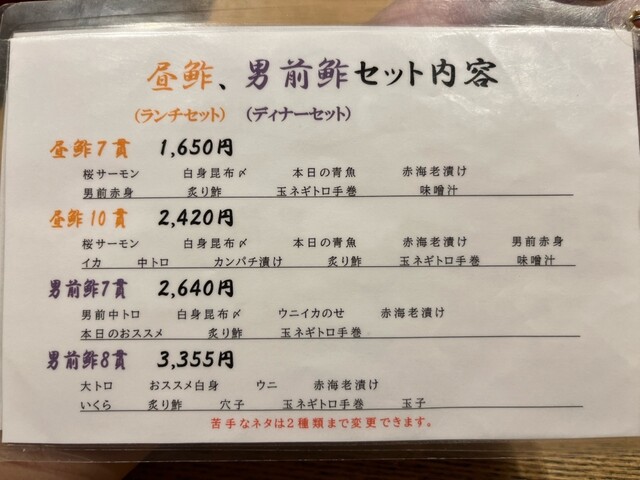 昼鮓、男前鮓セット内容
（ランチセット） （ディナーセット）
昼鮓7貫 1,650円
桜サーモン 白身昆布〆 本日の青魚 赤海老漬け
男前赤身 炙り鮓 玉ネギトロ手巻 味噌汁
昼鮓10貫 2,420円
桜サーモン 白身昆布〆 本日の青魚 赤海老漬け 男前赤身
イカ 中トロ カンパチ漬け 炙り鮓 玉ネギトロ手巻 味噌汁
男前鮓7貫 2,640円
男前中トロ 白身昆布〆 ウニイカのせ 赤海老漬け
本日のおススメ 炙り鮓 玉ネギトロ手巻
男前鮓8貫 3,355円
大トロ おススメ白身 ウニ 赤海老漬け
いくら 炙り鮓 穴子 玉ネギトロ手巻 玉子
苦手なネタは2種類まで変更できます。